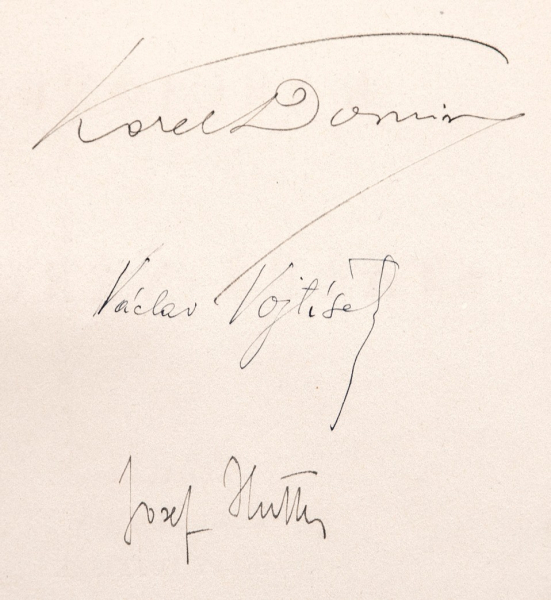 Karel Domin
Václav Vojtíšek
Josef Hutter